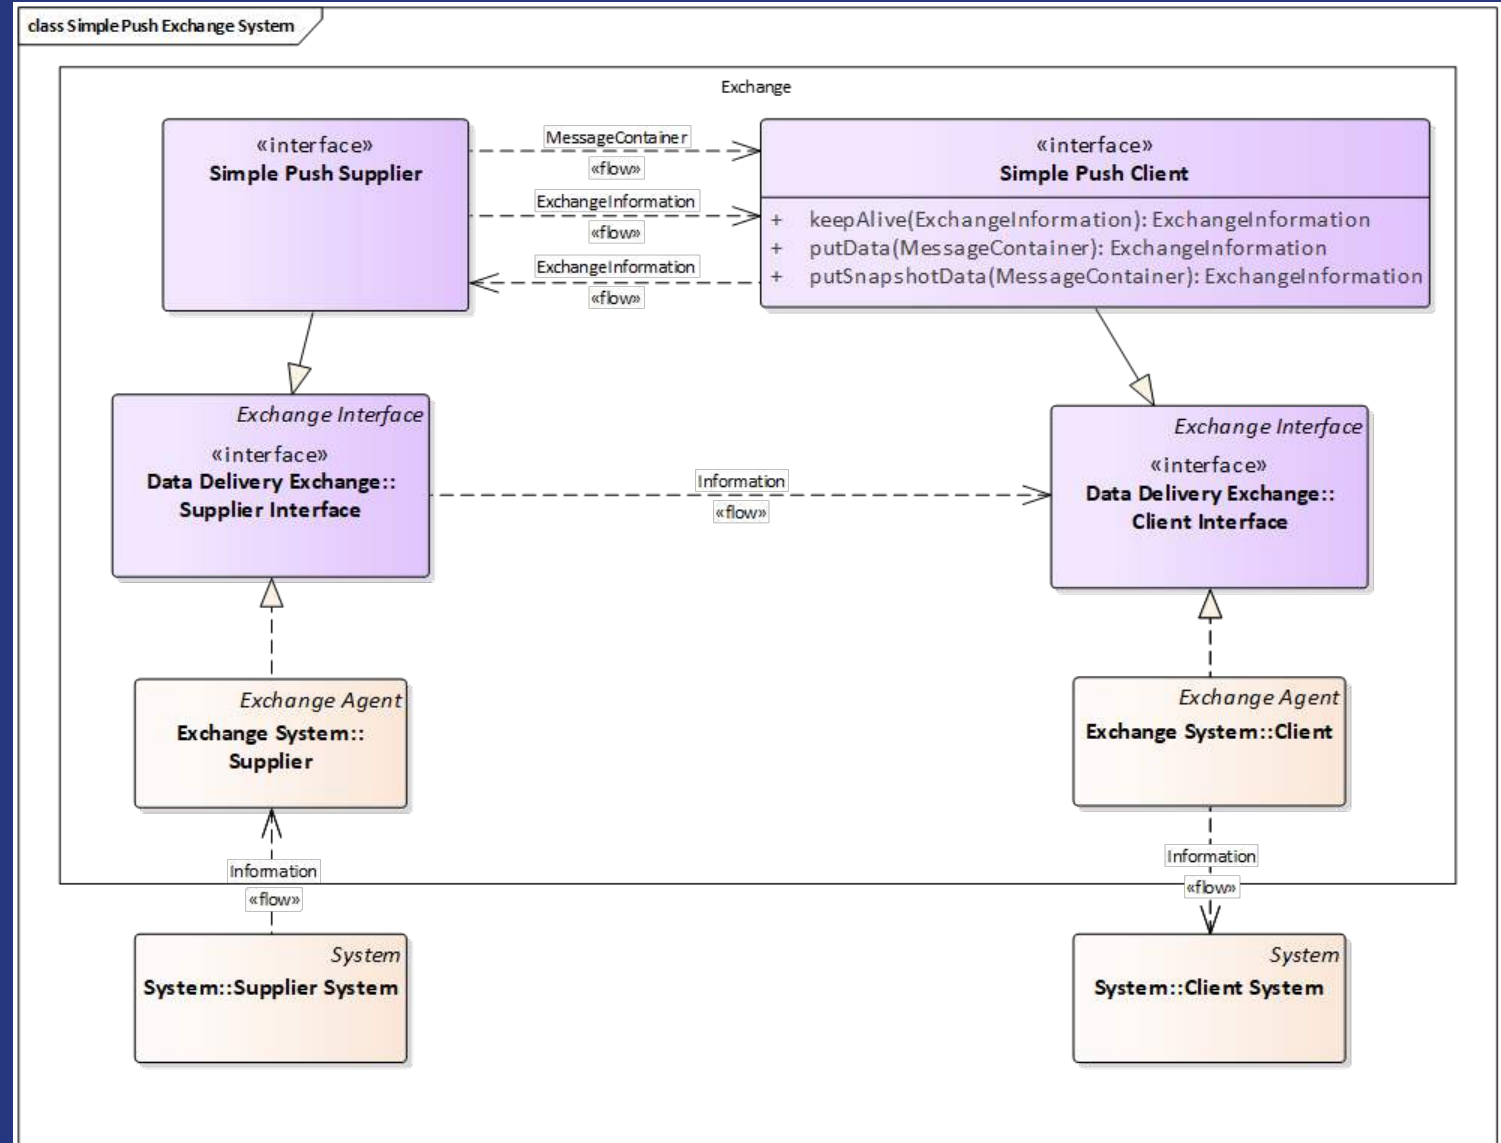 class Simple Push Exchange System
Exchange
«interface»
Simple Push Supplier
MessageContainer
«flow»
ExchangeInformation
«flow»
ExchangeInformation
«flow»
«interface»
Simple Push Client
+ keepAlive(ExchangeInformation): ExchangeInformation
+ putData(MessageContainer): ExchangeInformation
+ putSnapshotData(MessageContainer): ExchangeInformation
Exchange Interface
«interface»
Data Delivery Exchange::
Supplier Interface
Information
«flow»
Exchange Interface
«interface»
Data Delivery Exchange::
Client Interface
Exchange Agent
Exchange System::
Supplier
Exchange Agent
Exchange System::Client
Information
«flow»
Information
«flow»
System
System::Supplier System
System
System::Client System